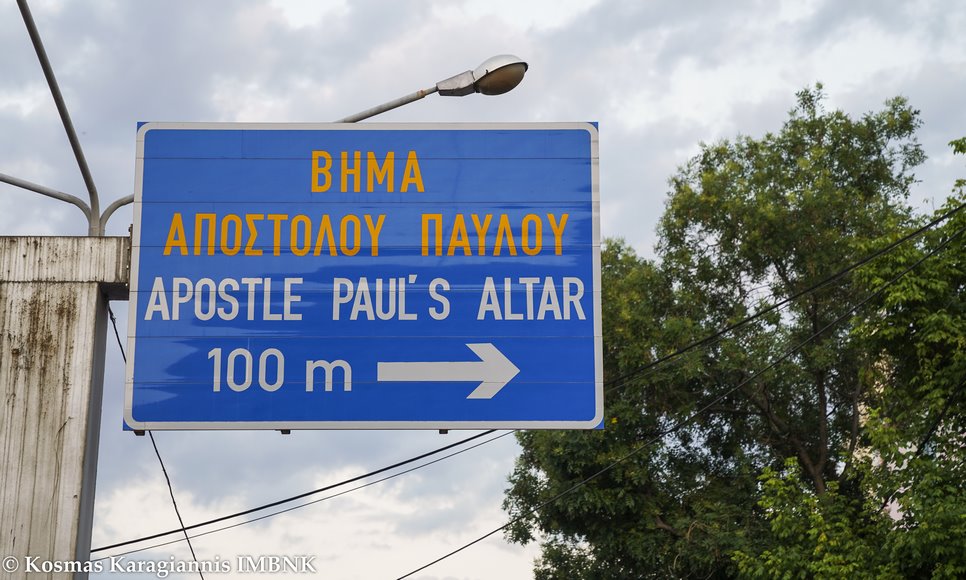 ΒΗΜΑ
ΑΠΟΣΤΟΛΟΥ ΠΑΥΛΟΥ
APOSTLE PAUL'S ALTAR
100 m
© Kosmas Karagiannis IMBNK